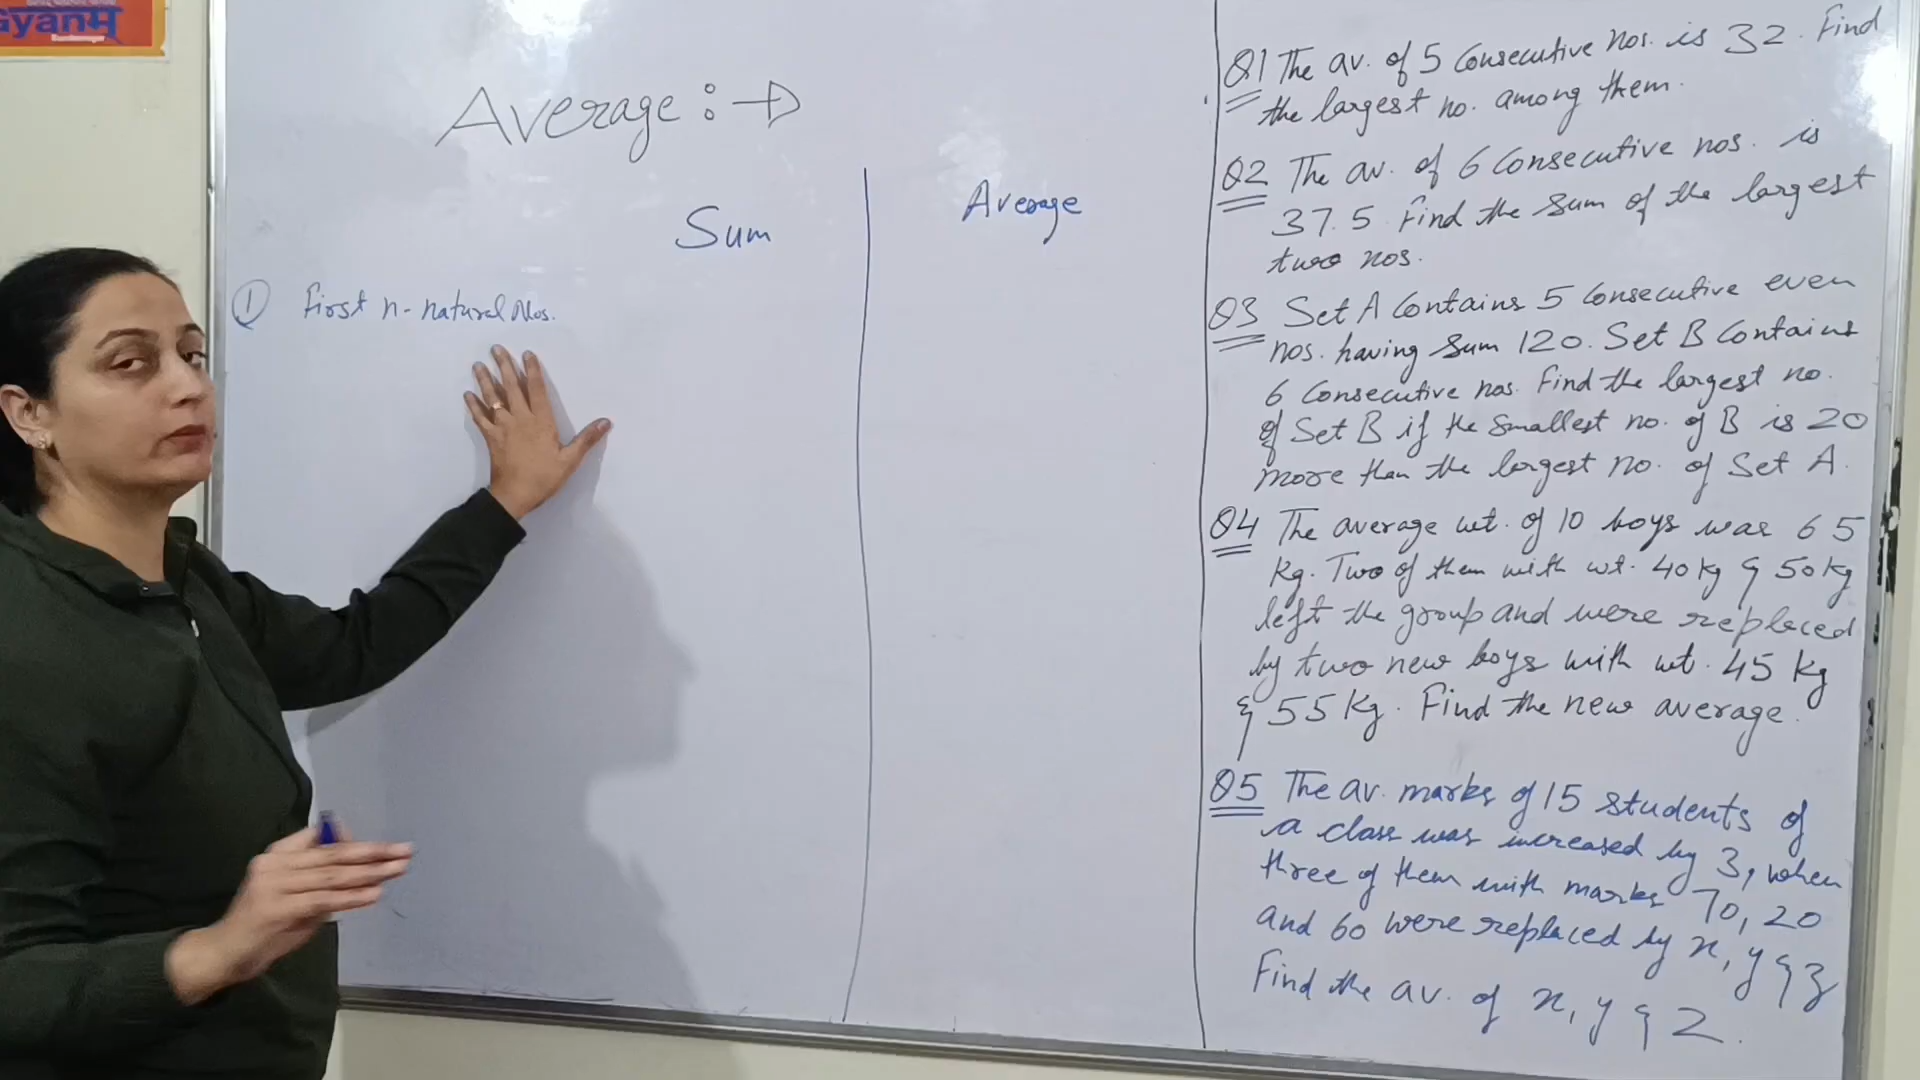 Gyanम
Average :→
Sum
Average
① First n- natural Nos.
Q1 The av. of 5 Consecutive nos. is 32. Find
the largest no. among them.
Q2 The av. of 6 Consecutive nos. is
37.5. Find the sum of the largest
two nos.
Q3 Set A Contains 5 Consecutive even
nos. having sum 120. Set B Contains
6 Consecutive nos. Find the largest no.
of Set B if the smallest no. of B is 20
more than the largest no. of Set A.
Q4 The average wt. of 10 boys was 65
kg. Two of them with wt. 40 kg & 50 kg
left the group and were replaced
by two new boys with wt. 45 kg
& 55 kg. Find the new average.
Q5 The av. marks of 15 students of
a class was increased by 3, when
three of them with marks 70, 20
and 60 were replaced by x, y & z
Find the av. of x, y & z.